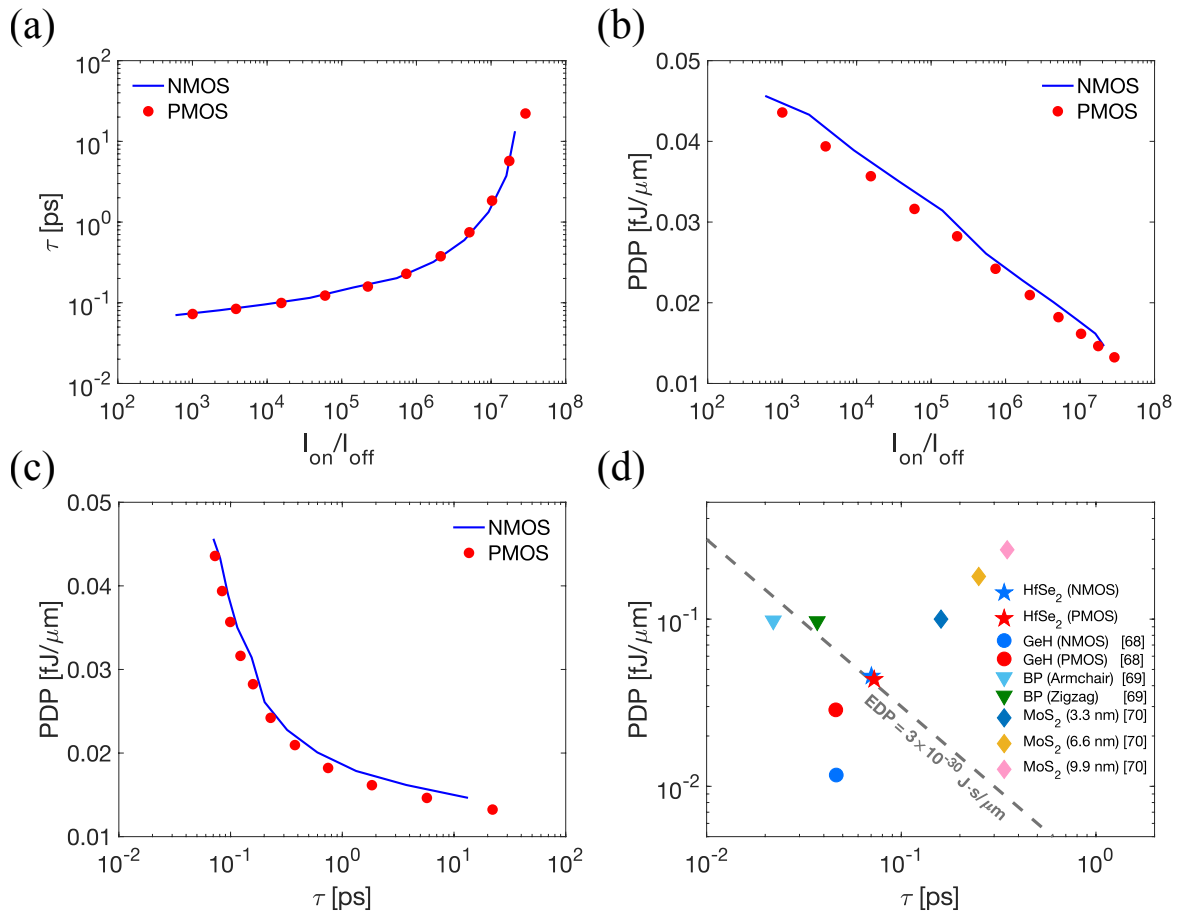 (a)
10^2
10^1
10^0
10^-1
10^-2
τ [ps]
NMOS
PMOS
10^2 10^3 10^4 10^5 10^6 10^7 10^8
I_on/I_off
(b)
0.05
0.04
0.03
0.02
0.01
PDP [fJ/μm]
NMOS
PMOS
10^2 10^3 10^4 10^5 10^6 10^7 10^8
I_on/I_off
(c)
0.05
0.04
0.03
0.02
0.01
PDP [fJ/μm]
NMOS
PMOS
10^-2 10^-1 10^0 10^1 10^2
τ [ps]
(d)
10^-1
10^-2
PDP [fJ/μm]
HfSe_2 (NMOS)
HfSe_2 (PMOS)
GeH (NMOS) [68]
GeH (PMOS) [68]
BP (Armchair) [69]
BP (Zigzag) [69]
MoS_2 (3.3 nm) [70]
MoS_2 (6.6 nm) [70]
MoS_2 (9.9 nm) [70]
EDP = 3×10^-30 J·s/μm
10^-2 10^-1 10^0
τ [ps]